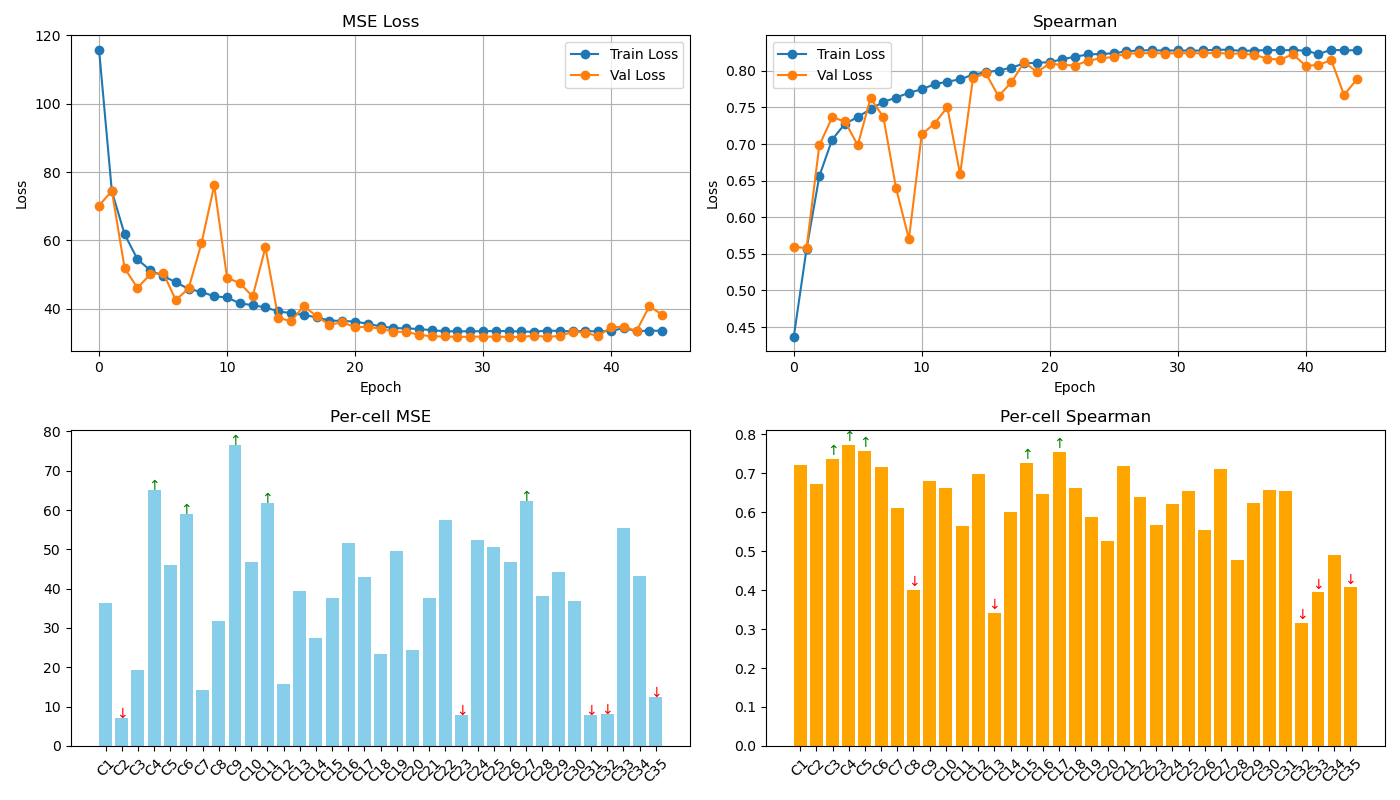 MSE Loss
120
100
80
60
40
Loss
0
10
20
30
40
Epoch
Train Loss
Val Loss
Spearman
0.80
0.75
0.70
0.65
0.60
0.55
0.50
0.45
Loss
0
10
20
30
40
Epoch
Train Loss
Val Loss
Per-cell MSE
80
70
60
50
40
30
20
10
0
↓
↑
↑
↑
↑
↓
↑
↓
↓
↓
C1
C2
C3
C4
C5
C6
C7
C8
C9
C10
C11
C12
C13
C14
C15
C16
C17
C18
C19
C20
C21
C22
C23
C24
C25
C26
C27
C28
C29
C30
C31
C32
C33
C34
C35
Per-cell Spearman
0.8
0.7
0.6
0.5
0.4
0.3
0.2
0.1
0.0
↑
↑
↑
↓
↓
↑
↑
↓
↓
↓
C1
C2
C3
C4
C5
C6
C7
C8
C9
C10
C11
C12
C13
C14
C15
C16
C17
C18
C19
C20
C21
C22
C23
C24
C25
C26
C27
C28
C29
C30
C31
C32
C33
C34
C35